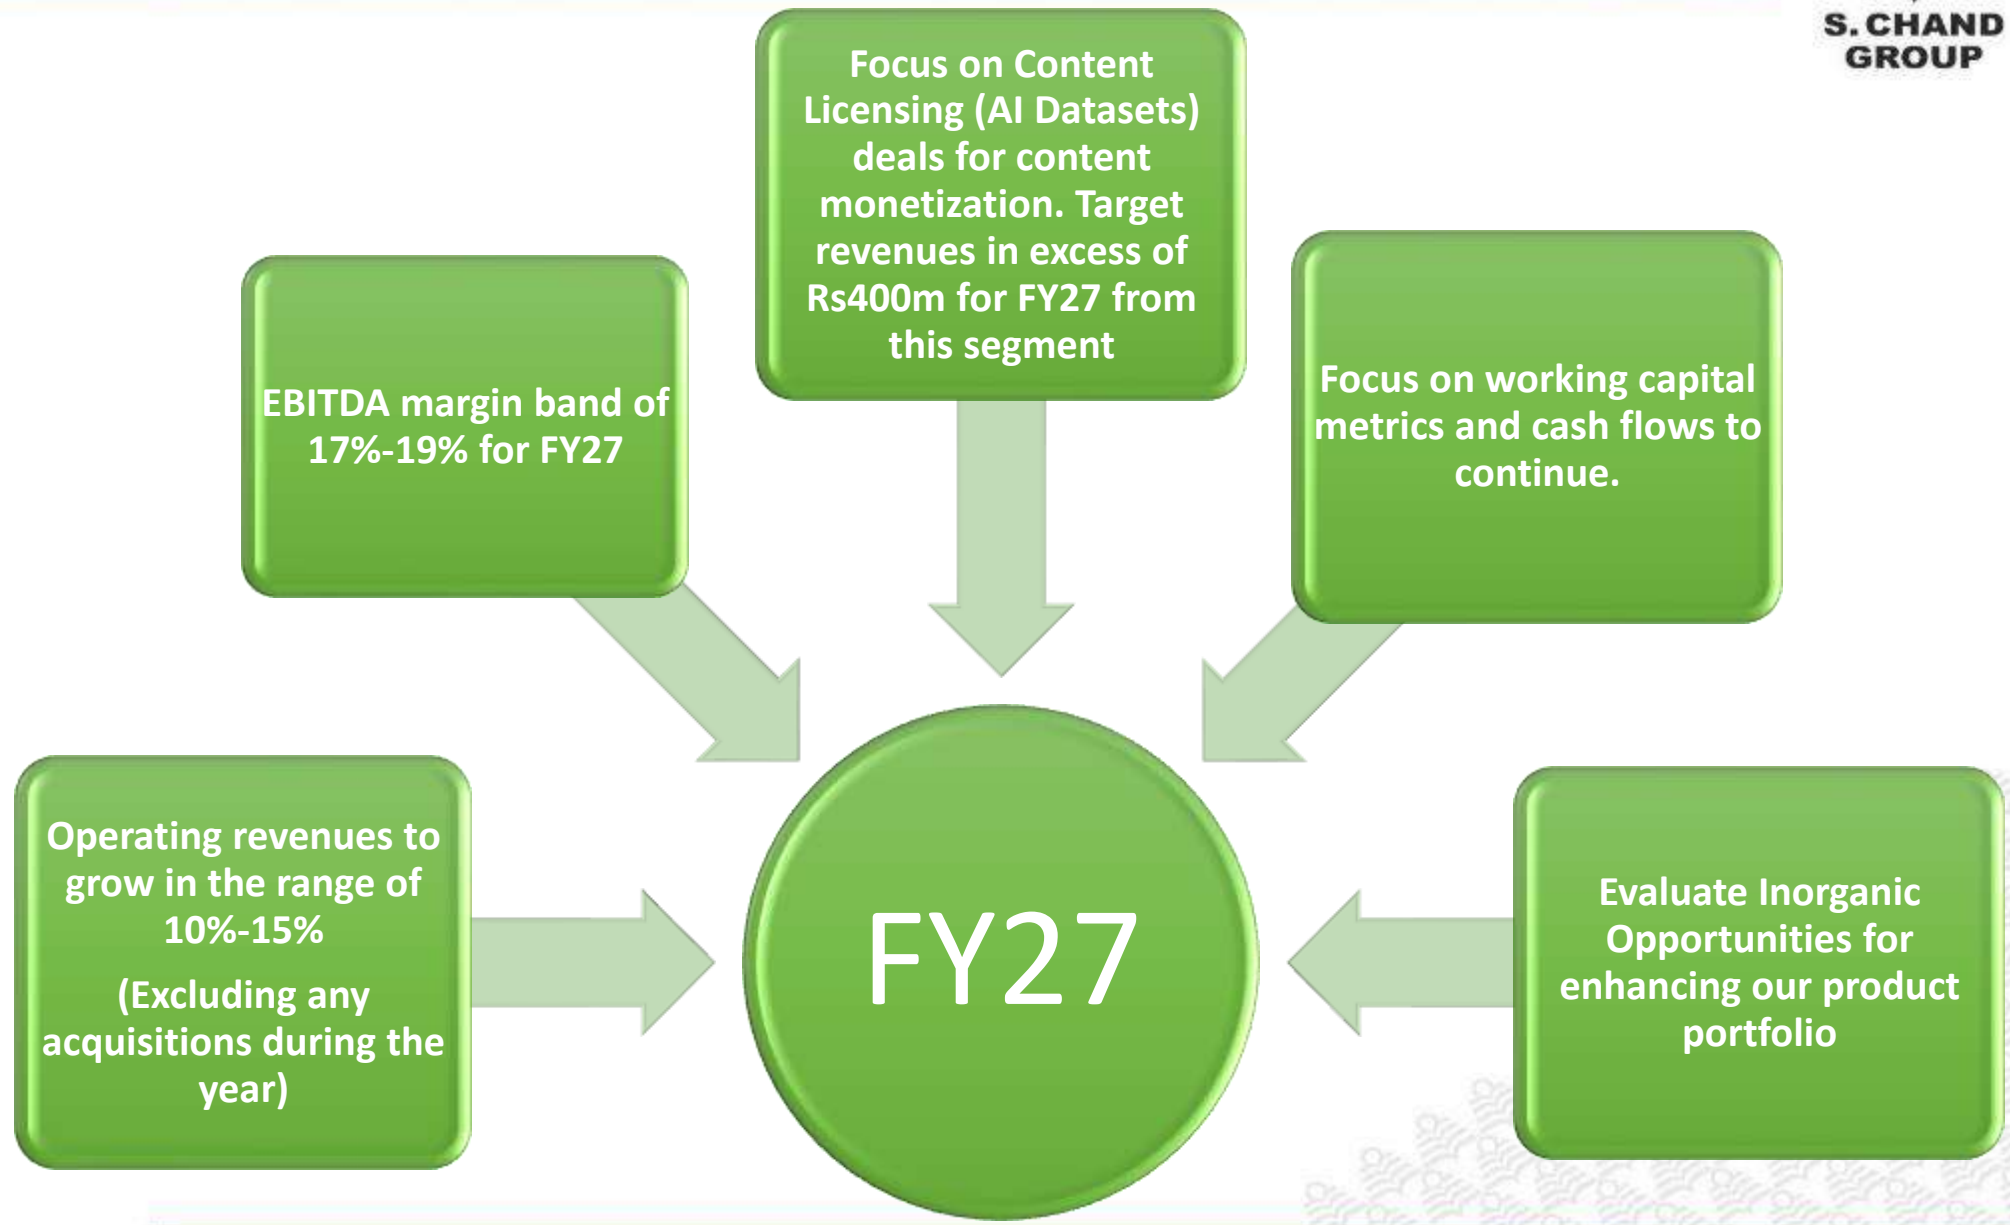 S. CHAND
GROUP
Focus on Content
Licensing (AI Datasets)
deals for content
monetization. Target
revenues in excess of
Rs400m for FY27 from
this segment
EBITDA margin band of
17%-19% for FY27
Focus on working capital
metrics and cash flows to
continue.
Operating revenues to
grow in the range of
10%-15%
(Excluding any
acquisitions during the
year)
FY27
Evaluate Inorganic
Opportunities for
enhancing our product
portfolio